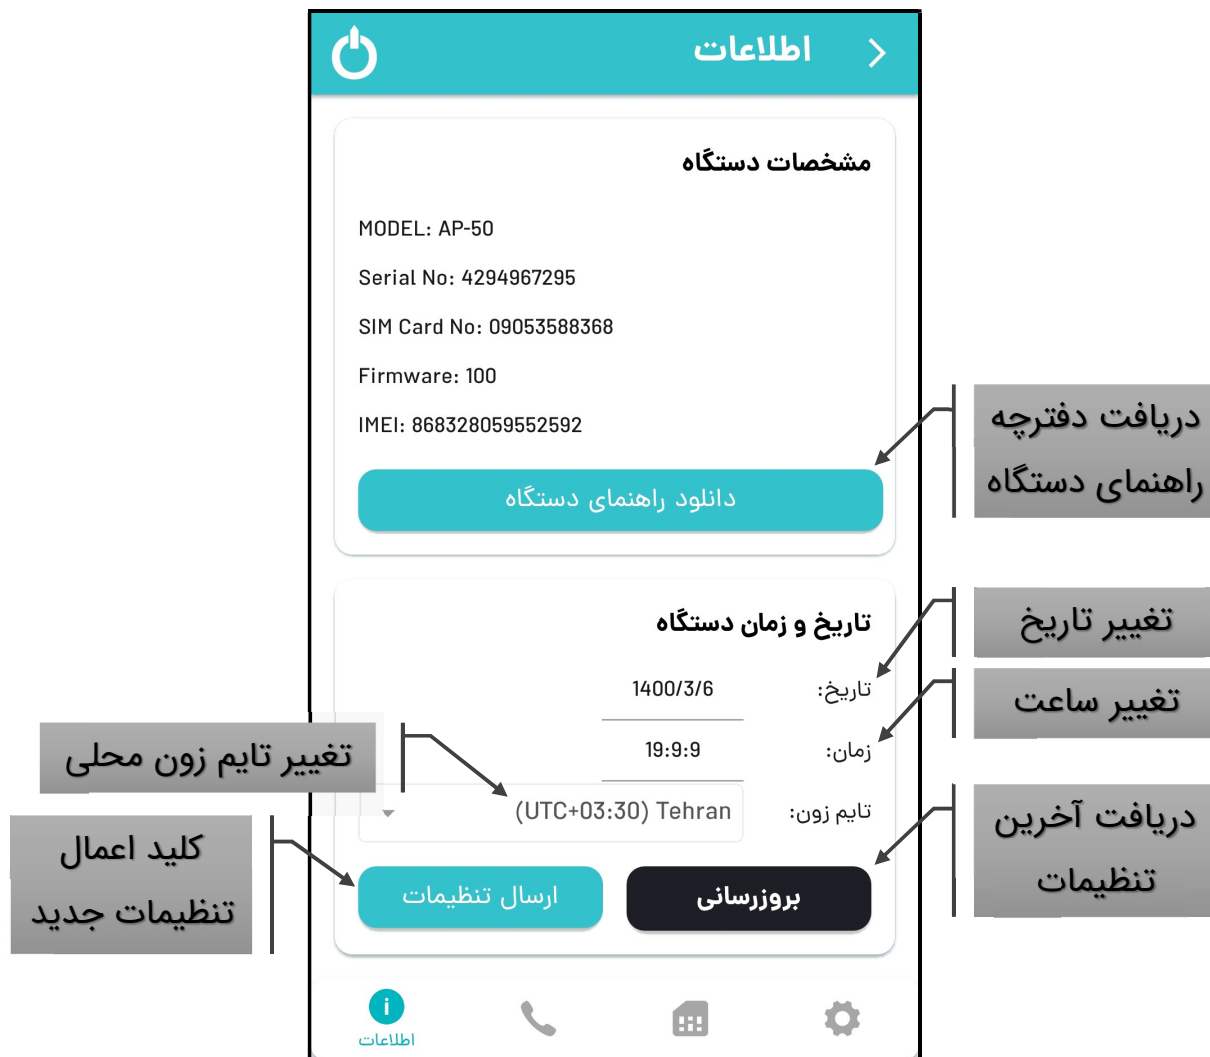 اطلاعات
مشخصات دستگاه
MODEL: AP-50
Serial No: 4294967295
SIM Card No: 09053588368
Firmware: 100
IMEI: 868328059552592
دانلود راهنمای دستگاه
دریافت دفترچه
راهنمای دستگاه
تاریخ و زمان دستگاه
تغییر تاریخ
تاریخ: 1400/3/6
تغییر ساعت
زمان: 19:9:9
تغییر تایم زون محلی
تایم زون: (UTC+03:30) Tehran
دریافت آخرین
تنظیمات
بروزرسانی
ارسال تنظیمات
کلید اعمال
تنظیمات جدید
i
اطلاعات